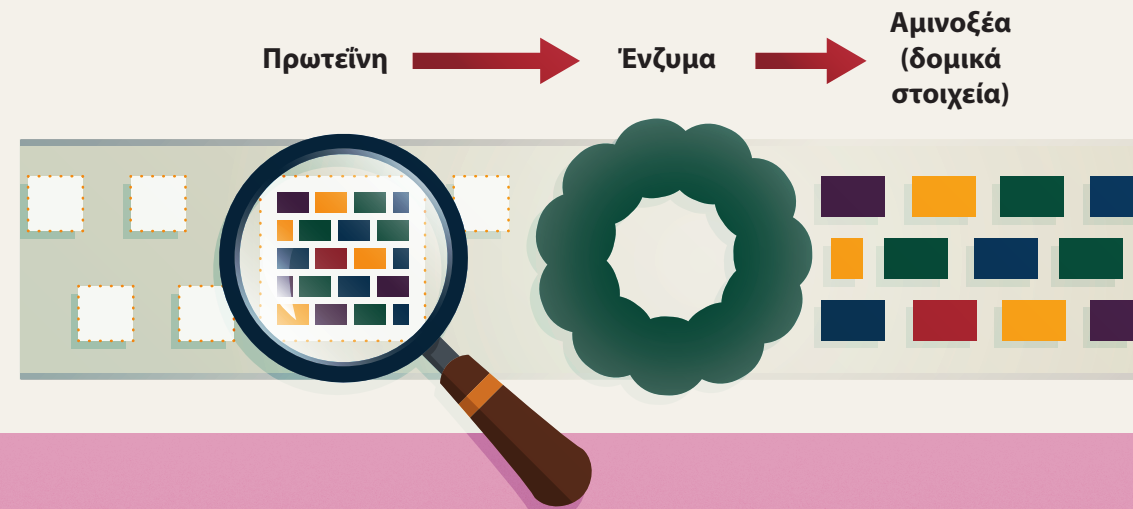 Πρωτεΐνη
Ένζυμα
Αμινοξέα
(δομικά
στοιχεία)